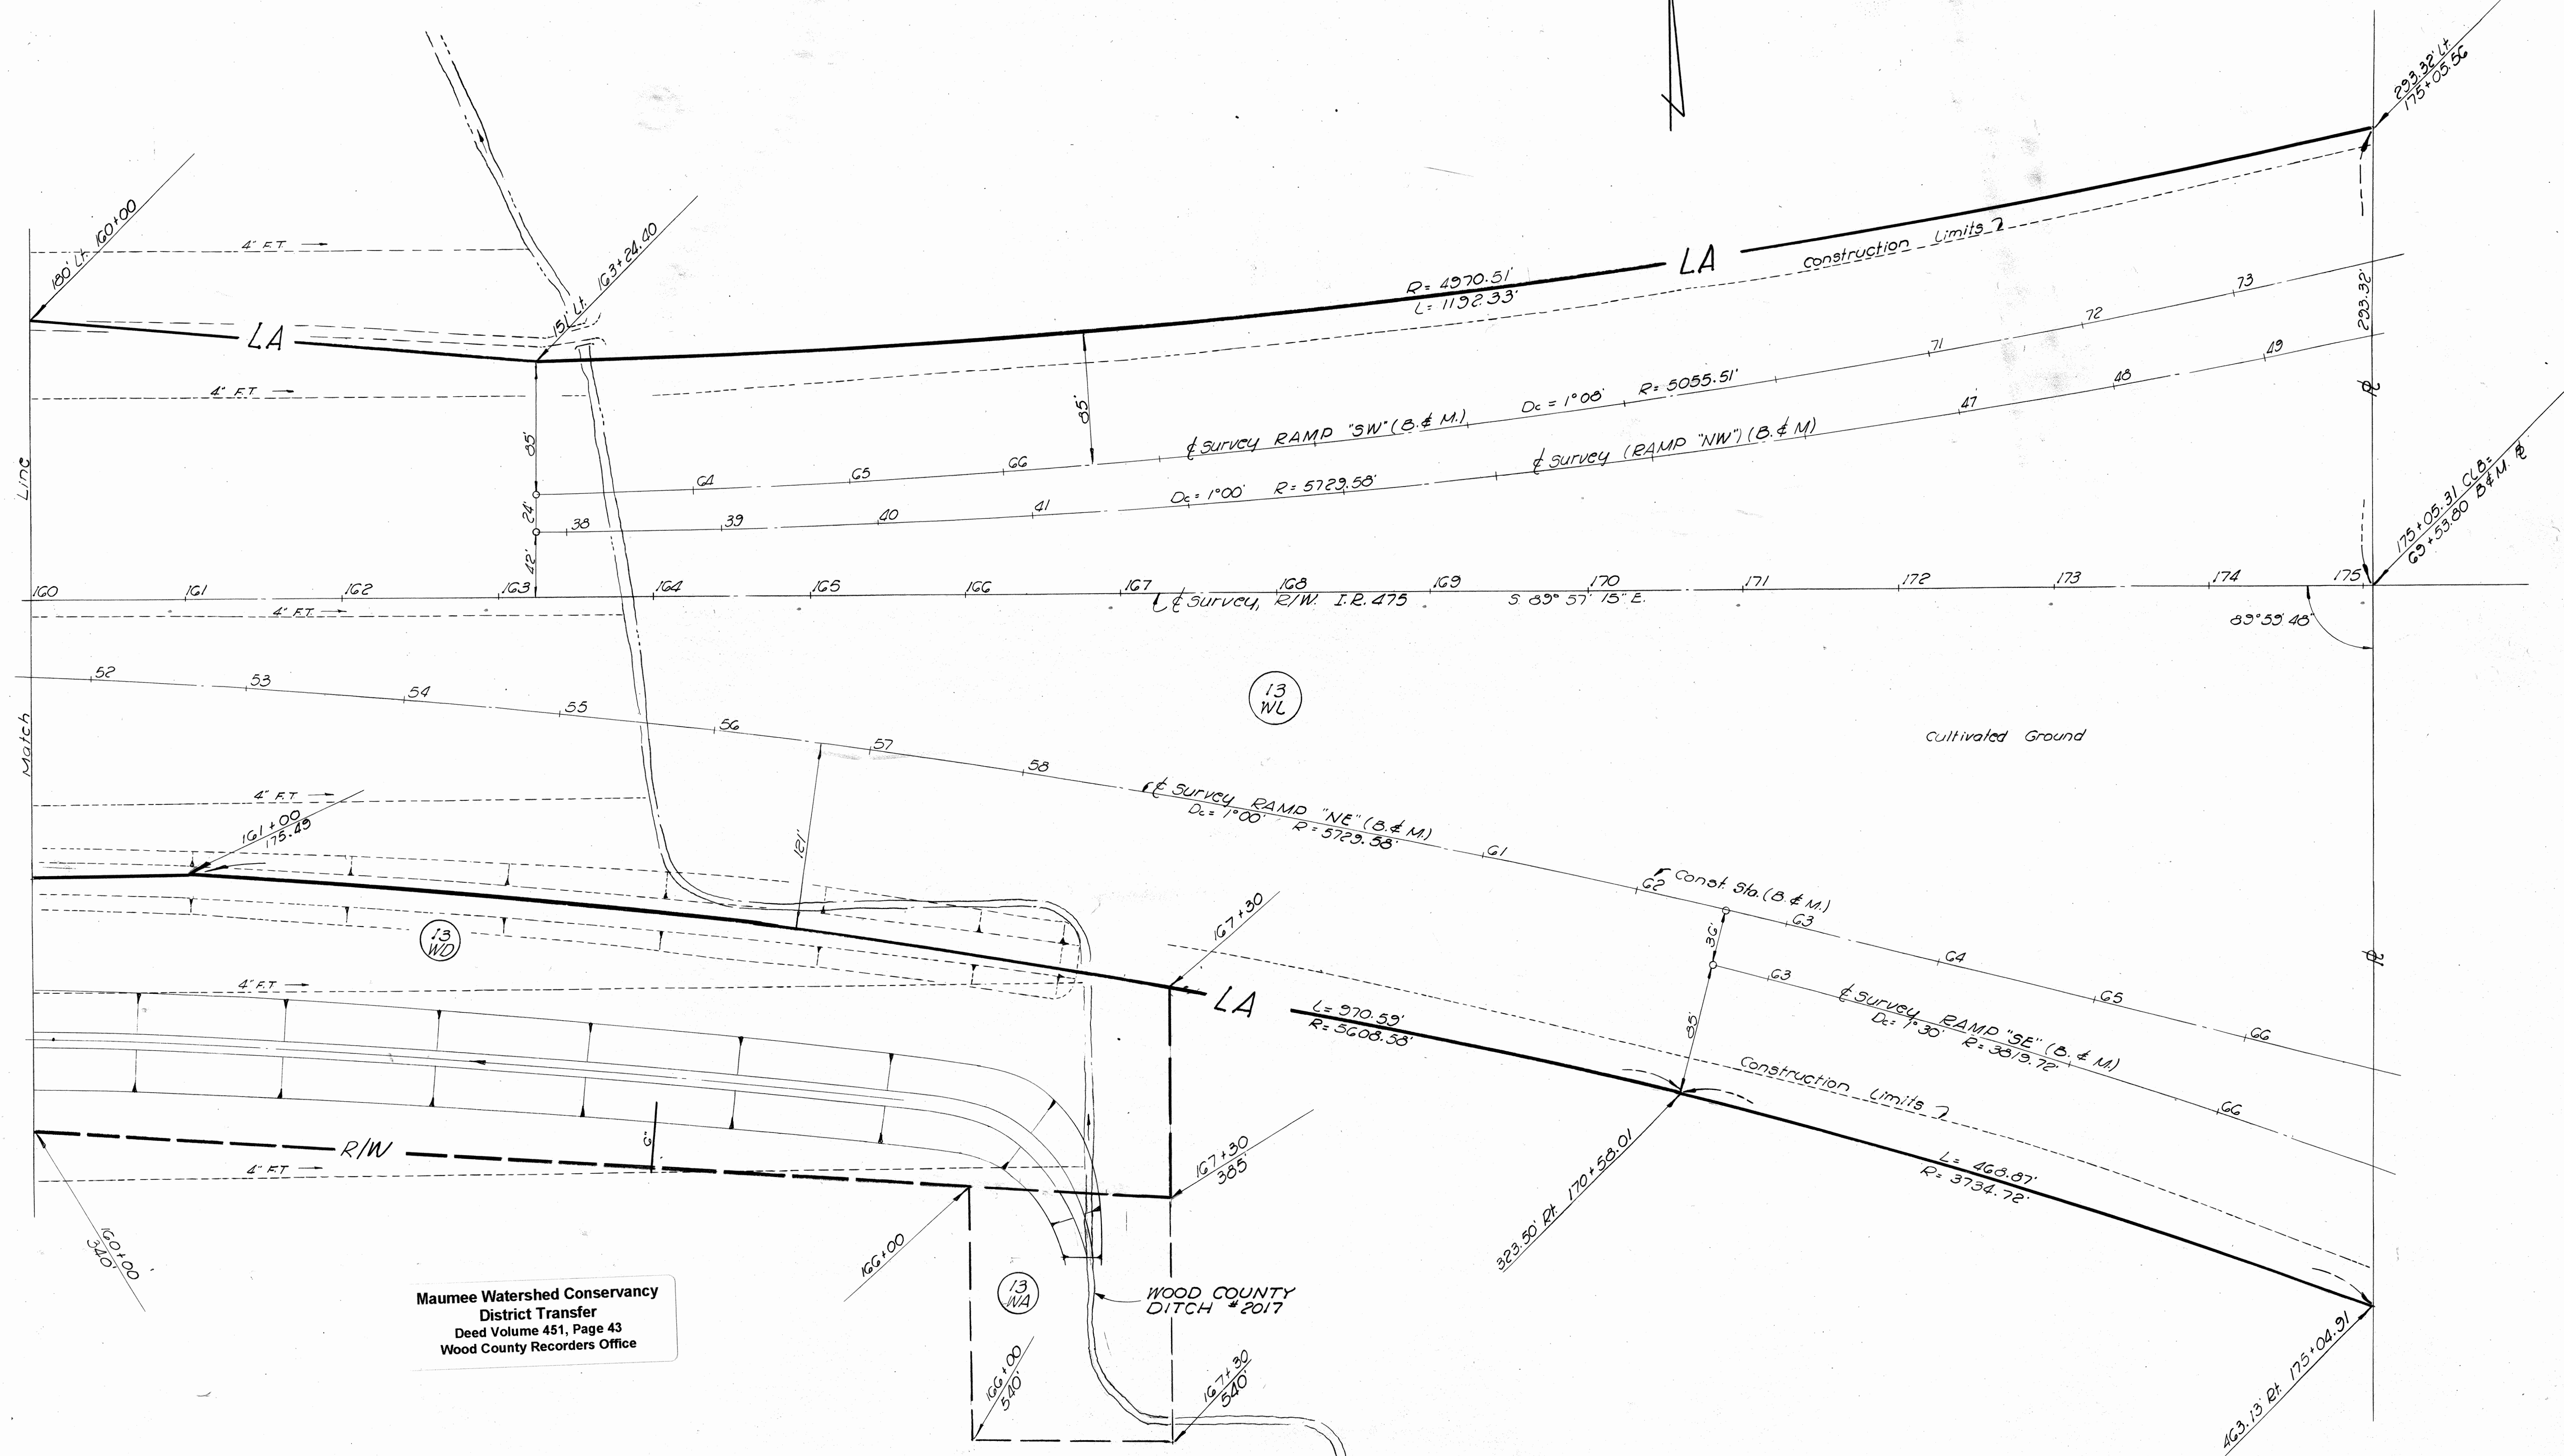 293.32' Lt.
175+05.56
180' Lt. 160+00
4" F.T.
151' Lt. 163+24.40
LA
LA
Construction Limits
R= 4970.51'
L= 1192.33'
293.32'
4" F.T.
85'
85'
73
72
71
49
48
47
Dc = 1°08' R= 5055.51'
₵ Survey RAMP "SW" (B. & M.)
₵ Survey (RAMP "NW") (B. & M)
66
65
64
Dc = 1°00' R= 5729.58'
24'
38
39
40
41
42'
Match Line
175+05.31 CLB=
69+53.80 B&M. ⅊
160
161
162
163
164
165
166
167
168
169
170
171
172
173
174
175
4" F.T.
₵ Survey, R/W. I.R. 475
S. 89° 57' 15" E.
89°59'48"
52
53
54
55
56
57
58
13
WL
Cultivated Ground
₵ Survey RAMP "NE" (B. & M.)
Dc = 1°00' R = 5729.58'
61
62
Const. Sta. (B. & M.)
63
64
65
66
4" F.T.
161+00
175.49
121'
36'
63
₵ Survey RAMP "SE" (B. & M.)
Dc = 1°30' R= 3819.72'
66
85'
13
WD
167+30
4" F.T.
LA
L= 970.59'
R= 5608.58'
Construction Limits
R/W
4" F.T.
167+30
385'
L= 468.87'
R= 3734.72'
323.50' Rt. 170+58.01
160+00
340'
166+00
13
WA
WOOD COUNTY
DITCH #2017
Maumee Watershed Conservancy
District Transfer
Deed Volume 451, Page 43
Wood County Recorders Office
166+00
540'
167+30
540'
463.13' Rt. 175+04.91